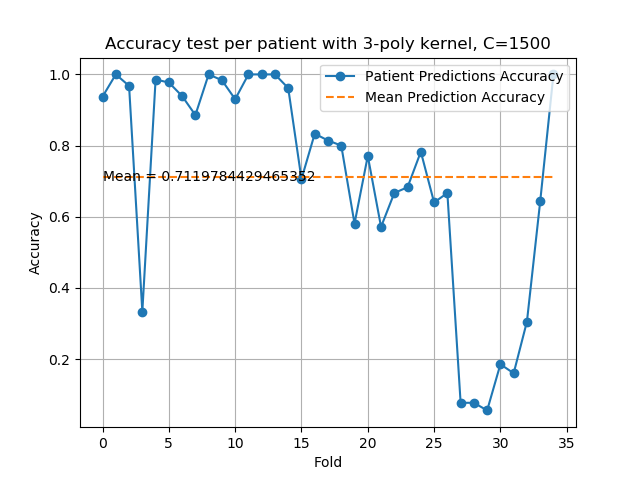 Accuracy test per patient with 3-poly kernel, C=1500
Patient Predictions Accuracy
Mean Prediction Accuracy
1.0
0.8
Mean = 0.7119784429465352
0.6
0.4
0.2
Accuracy
0 5 10 15 20 25 30 35
Fold